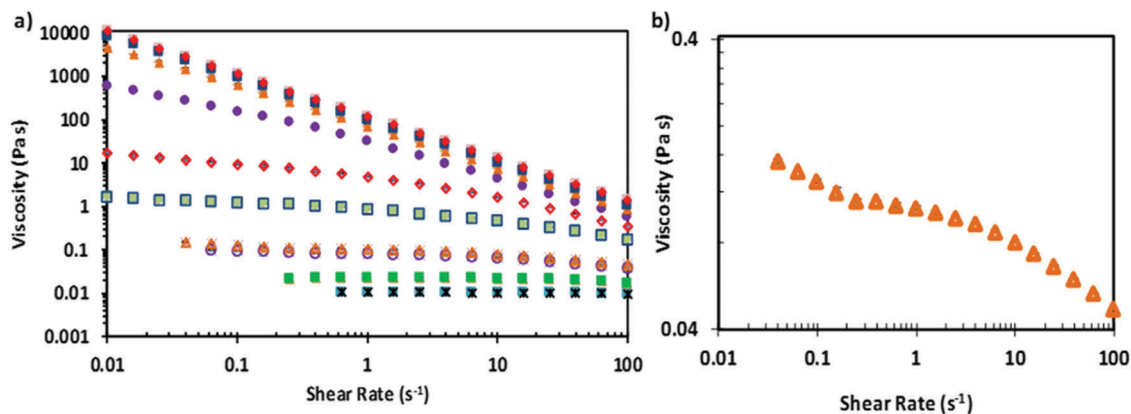 a)
10000
1000
100
10
1
0.1
0.01
0.001
Viscosity (Pa s)
0.01 0.1 1 10 100
Shear Rate (s⁻¹)
b)
0.4
0.04
Viscosity (Pa s)
0.01 0.1 1 10 100
Shear Rate (s⁻¹)